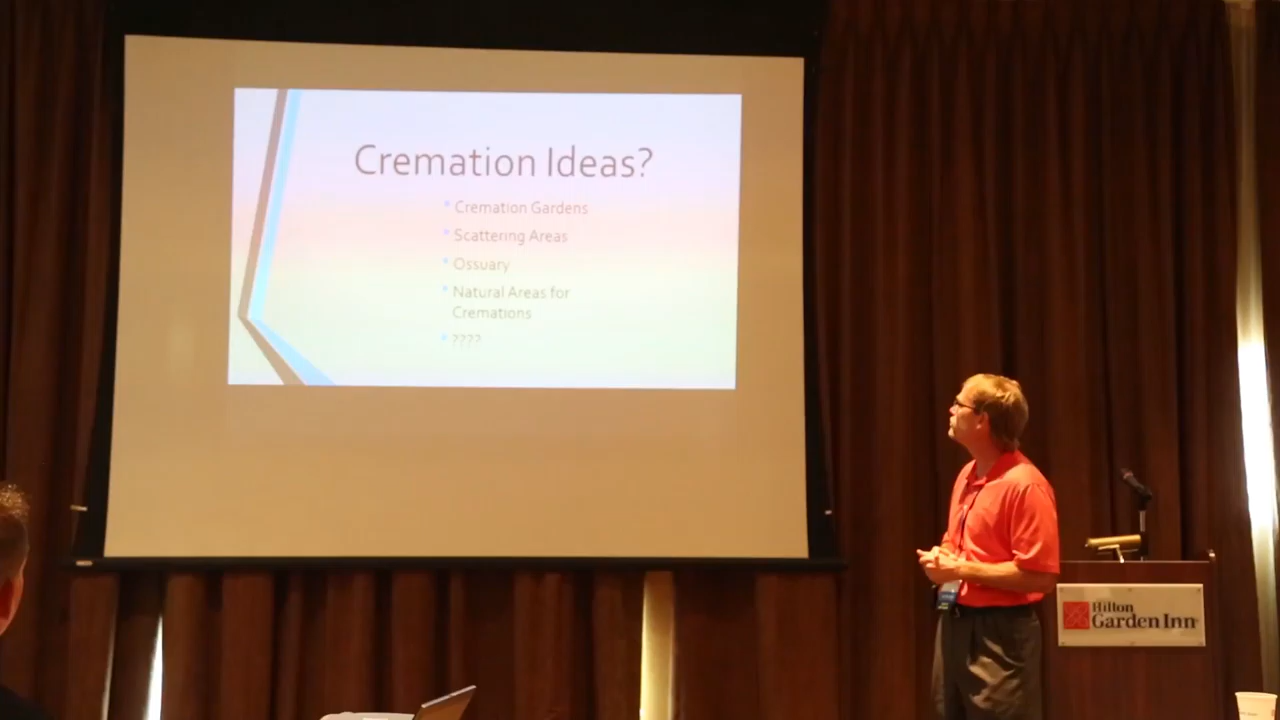 Cremation Ideas?
Cremation Gardens
Scattering Areas
Ossuary
Natural Areas for
Cremations
????
Hilton
Garden Inn